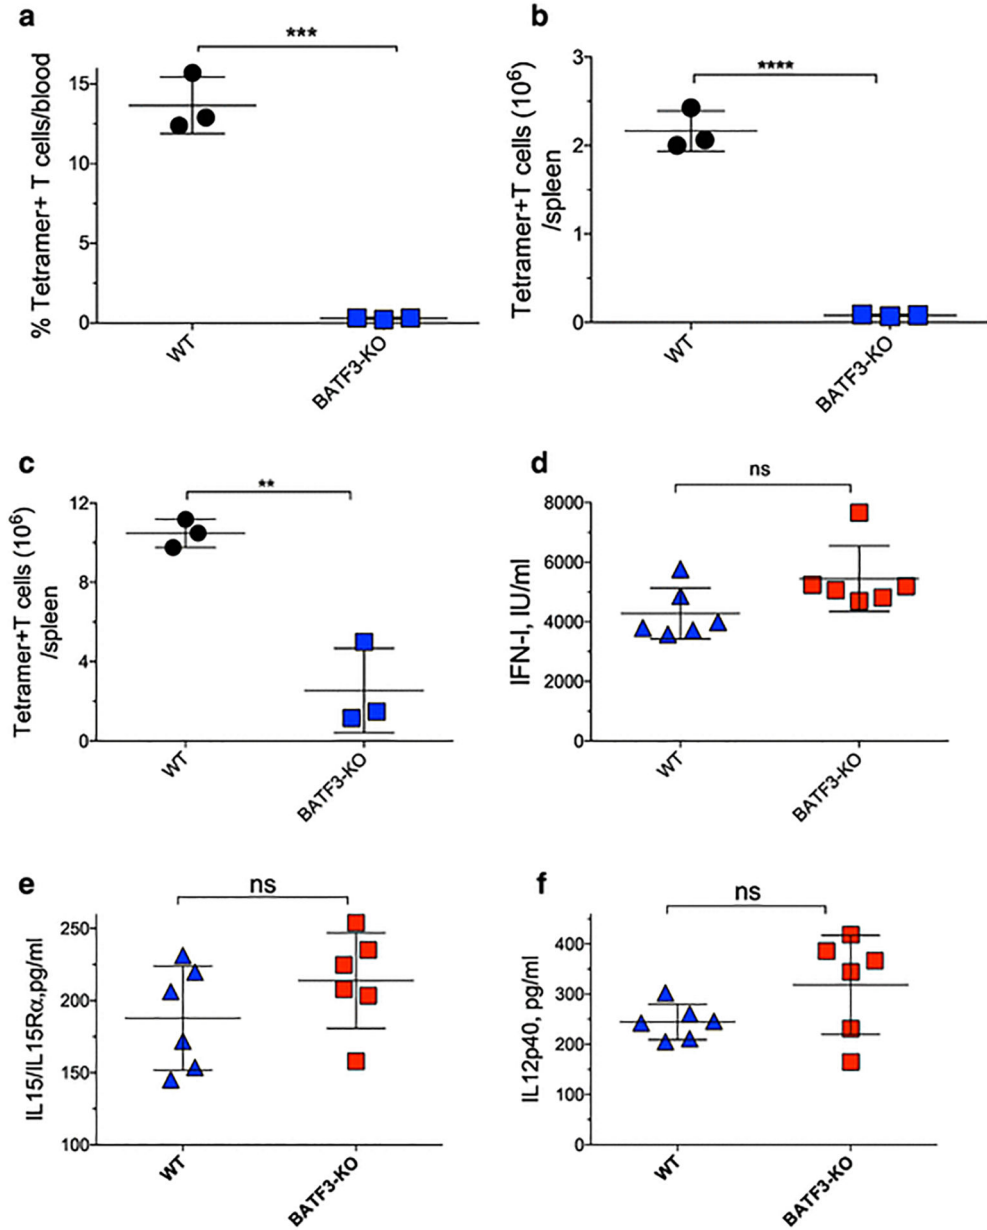 a
***
% Tetramer+ T cells/blood
15
10
5
0
WT
BATF3-KO
b
****
Tetramer+T cells (10⁶)
/spleen
3
2
1
0
WT
BATF3-KO
c
**
Tetramer+T cells (10⁶)
/spleen
12
8
4
0
WT
BATF3-KO
d
ns
IFN-I, IU/ml
8000
6000
4000
2000
0
WT
BATF3-KO
e
ns
IL15/IL15Rα,pg/ml
250
200
150
100
WT
BATF3-KO
f
ns
IL12p40, pg/ml
400
300
200
100
0
WT
BATF3-KO